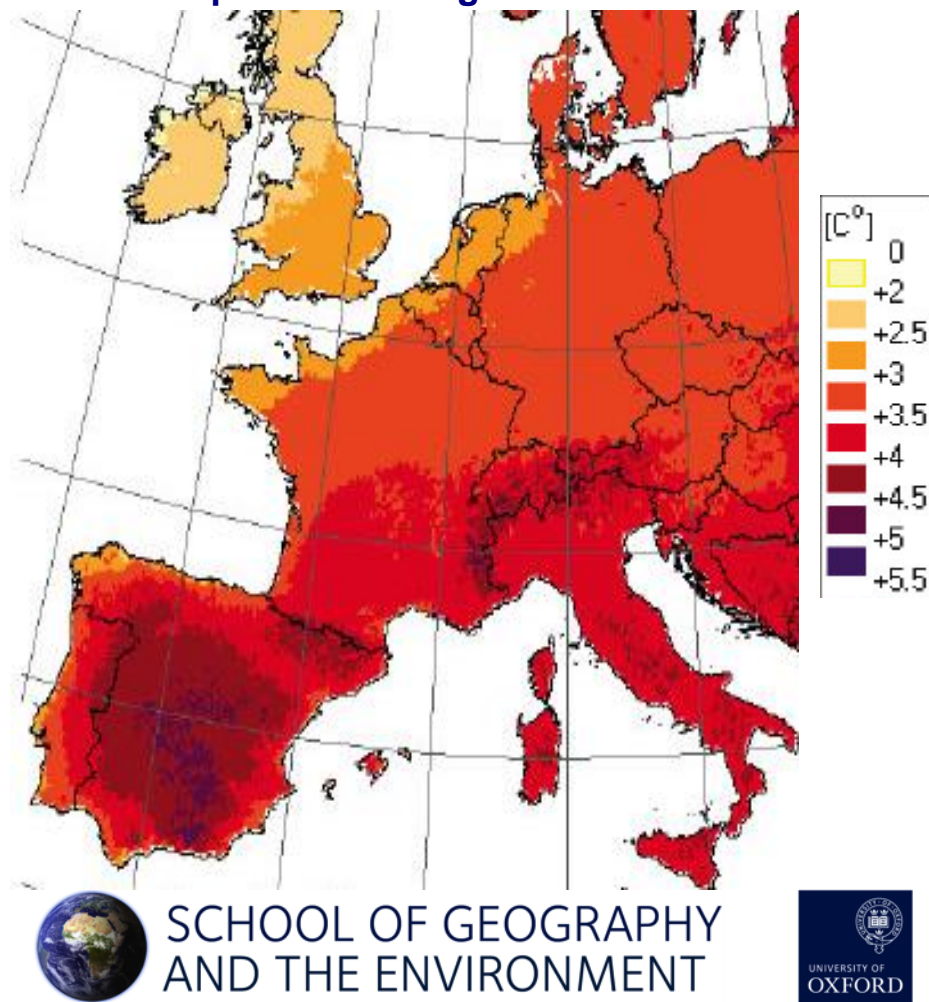 [C°]
0
+2
+2.5
+3
+3.5
+4
+4.5
+5
+5.5
SCHOOL OF GEOGRAPHY
AND THE ENVIRONMENT
UNIVERSITY OF
OXFORD